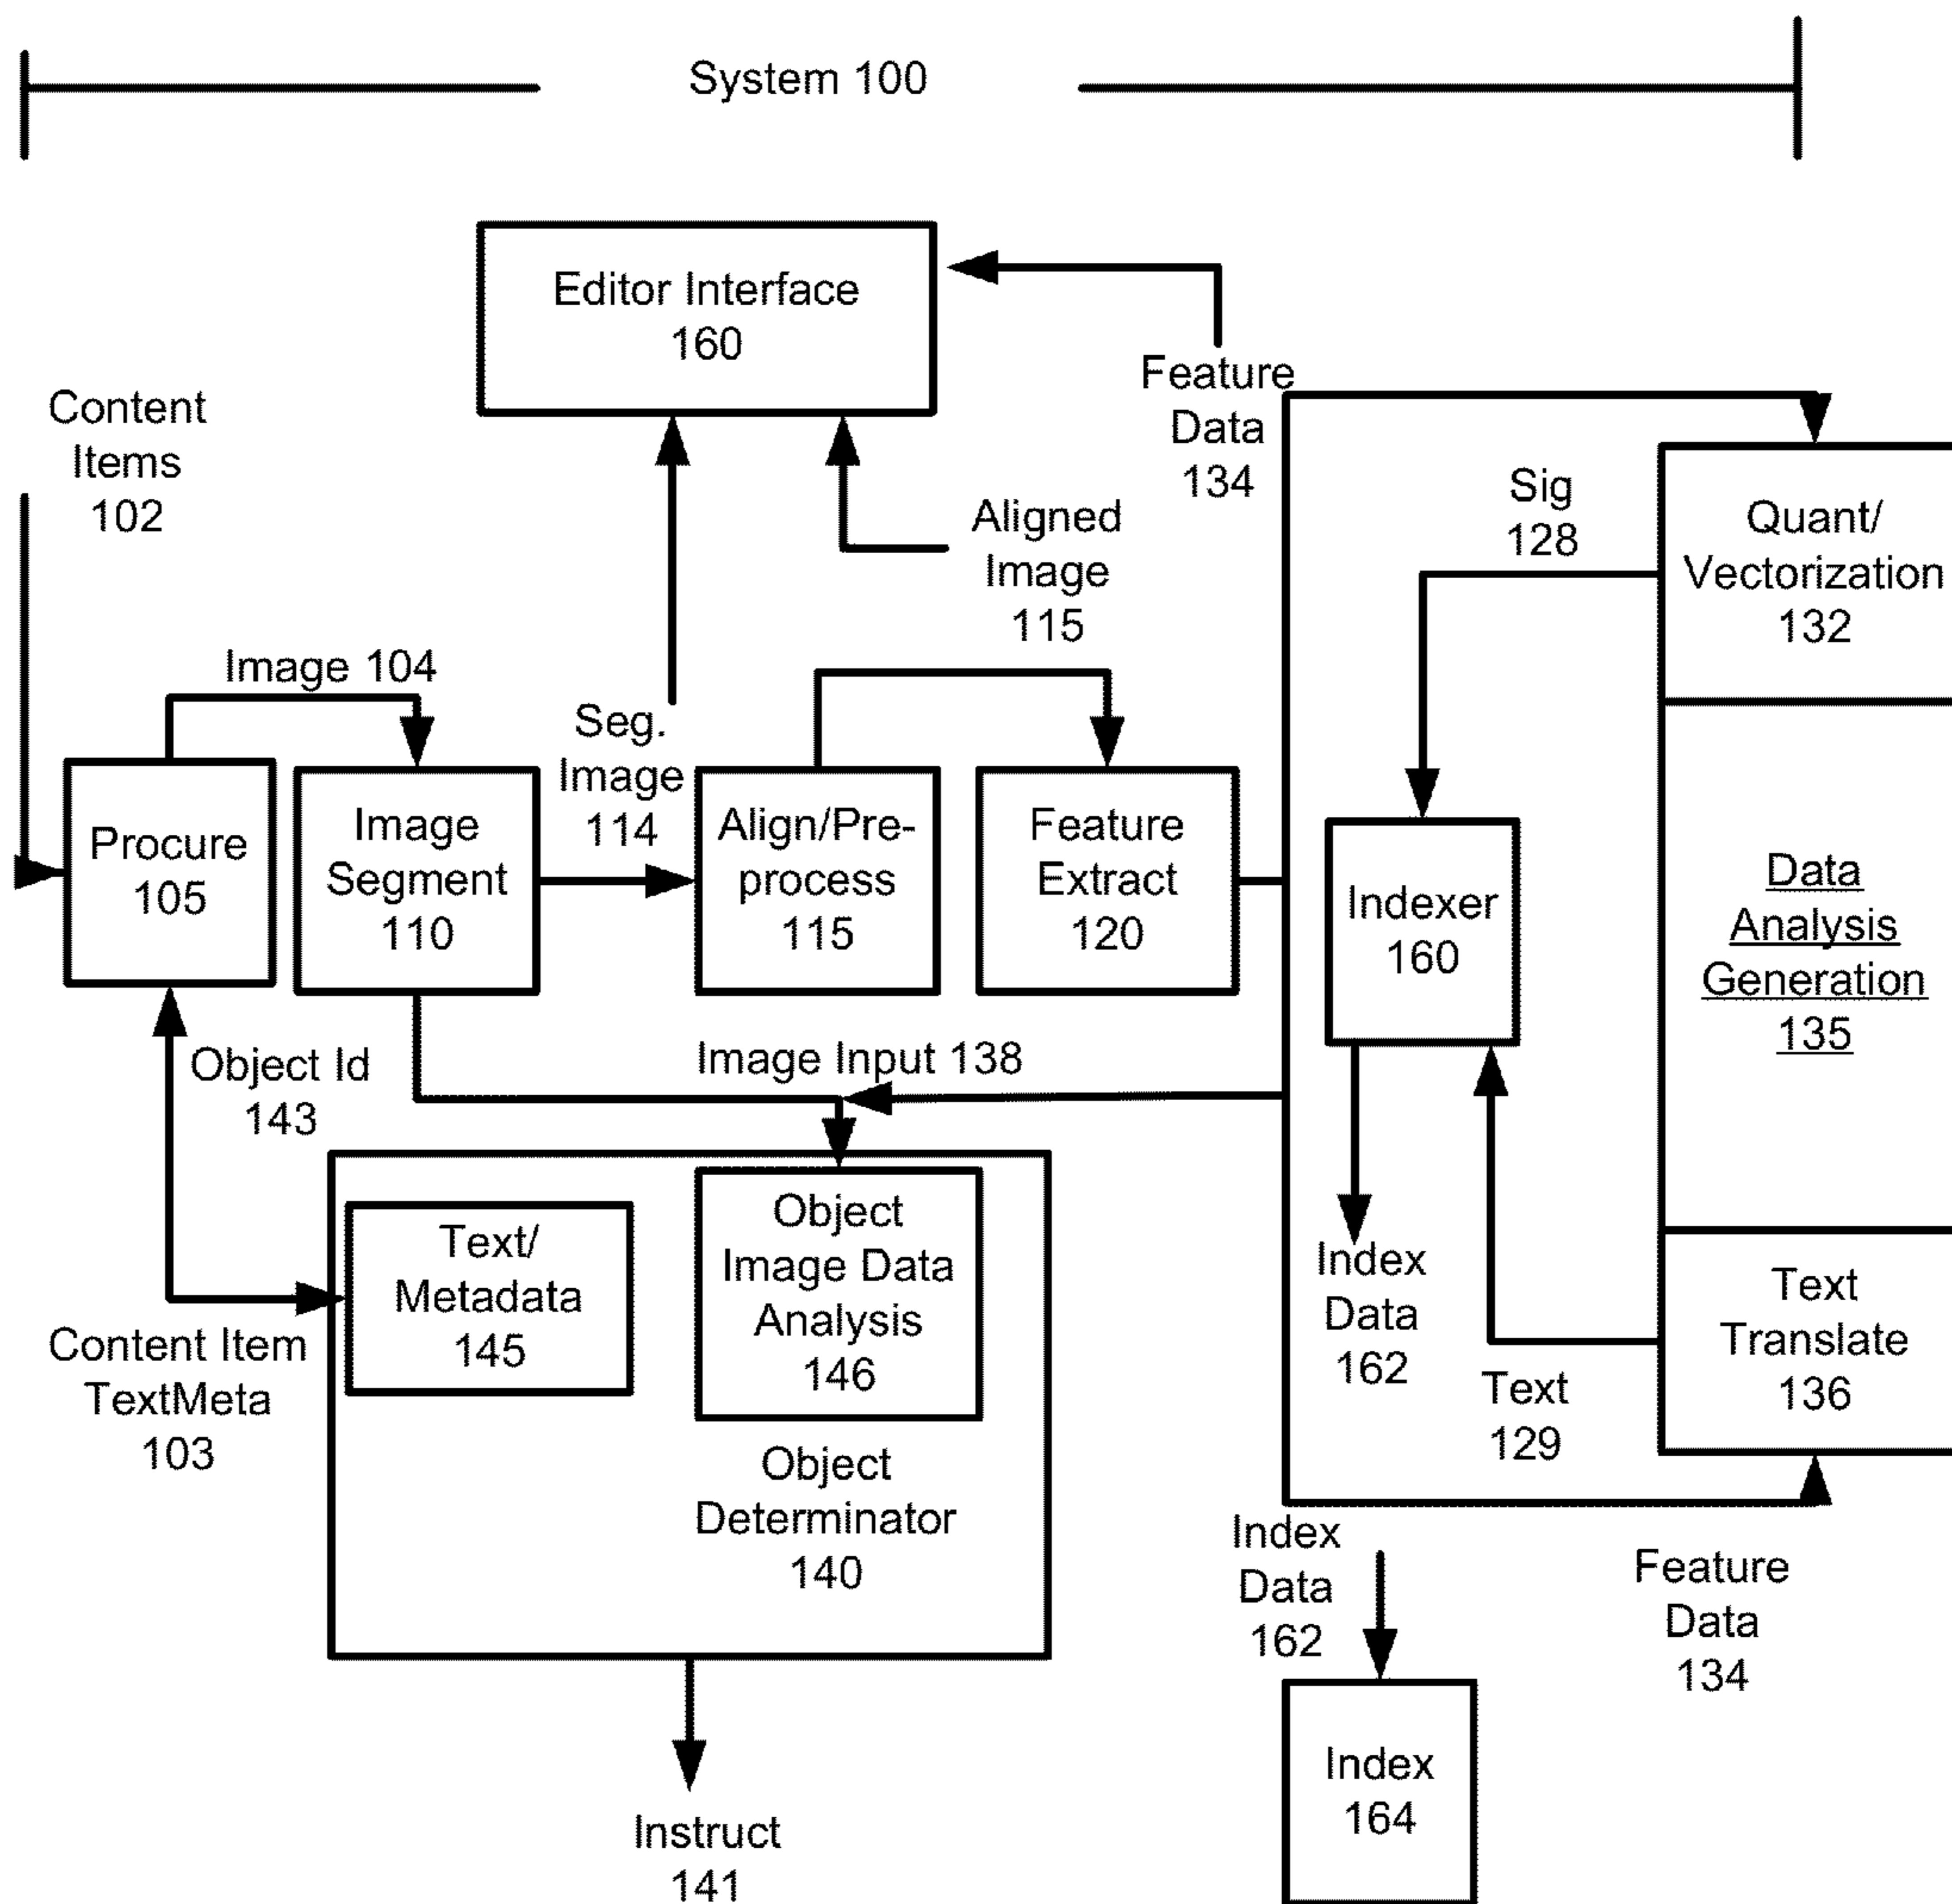 System 100
Editor Interface
160
Content
Items
102
Feature
Data
134
Aligned
Image
115
Sig
128
Quant/
Vectorization
132
Image 104
Seg.
Image
114
Procure
105
Image
Segment
110
Align/Pre-
process
115
Feature
Extract
120
Indexer
160
Data
Analysis
Generation
135
Object Id
143
Image Input 138
Text/
Metadata
145
Object
Image Data
Analysis
146
Content Item
TextMeta
103
Object
Determinator
140
Index
Data
162
Text
129
Text
Translate
136
Index
Data
162
Feature
Data
134
Instruct
141
Index
164